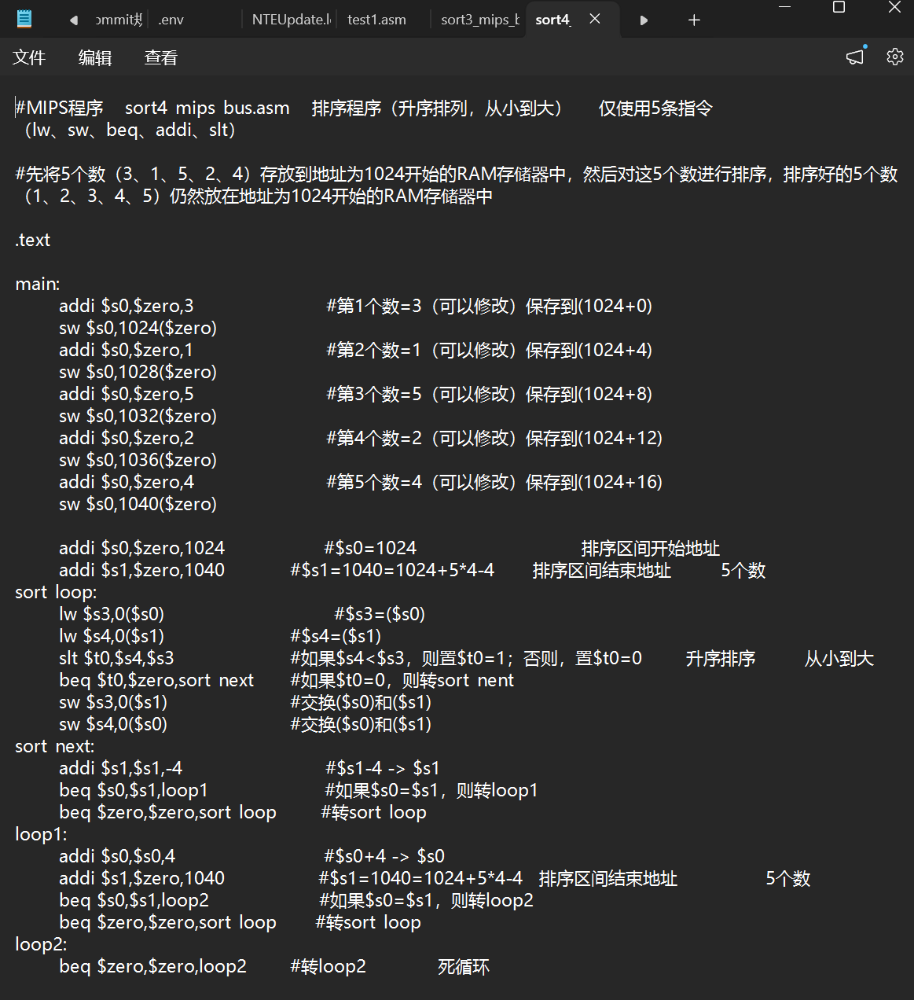 .env NTEUpdate.l test1.asm sort3_mips_b sort4_
文件 编辑 查看
#MIPS程序 sort4 mips bus.asm 排序程序（升序排列，从小到大） 仅使用5条指令
（lw、sw、beq、addi、slt）
#先将5个数（3、1、5、2、4）存放到地址为1024开始的RAM存储器中，然后对这5个数进行排序，排序好的5个数
（1、2、3、4、5）仍然放在地址为1024开始的RAM存储器中
.text
main:
addi $s0,$zero,3 #第1个数=3（可以修改）保存到(1024+0)
sw $s0,1024($zero)
addi $s0,$zero,1 #第2个数=1（可以修改）保存到(1024+4)
sw $s0,1028($zero)
addi $s0,$zero,5 #第3个数=5（可以修改）保存到(1024+8)
sw $s0,1032($zero)
addi $s0,$zero,2 #第4个数=2（可以修改）保存到(1024+12)
sw $s0,1036($zero)
addi $s0,$zero,4 #第5个数=4（可以修改）保存到(1024+16)
sw $s0,1040($zero)
addi $s0,$zero,1024 #$s0=1024 排序区间开始地址
addi $s1,$zero,1040 #$s1=1040=1024+5*4-4 排序区间结束地址 5个数
sort loop:
lw $s3,0($s0) #$s3=($s0)
lw $s4,0($s1) #$s4=($s1)
slt $t0,$s4,$s3 #如果$s4<$s3，则置$t0=1；否则，置$t0=0 升序排序 从小到大
beq $t0,$zero,sort next #如果$t0=0，则转sort nent
sw $s3,0($s1) #交换($s0)和($s1)
sw $s4,0($s0) #交换($s0)和($s1)
sort next:
addi $s1,$s1,-4 #$s1-4 -> $s1
beq $s0,$s1,loop1 #如果$s0=$s1，则转loop1
beq $zero,$zero,sort loop #转sort loop
loop1:
addi $s0,$s0,4 #$s0+4 -> $s0
addi $s1,$zero,1040 #$s1=1040=1024+5*4-4 排序区间结束地址 5个数
beq $s0,$s1,loop2 #如果$s0=$s1，则转loop2
beq $zero,$zero,sort loop #转sort loop
loop2:
beq $zero,$zero,loop2 #转loop2 死循环